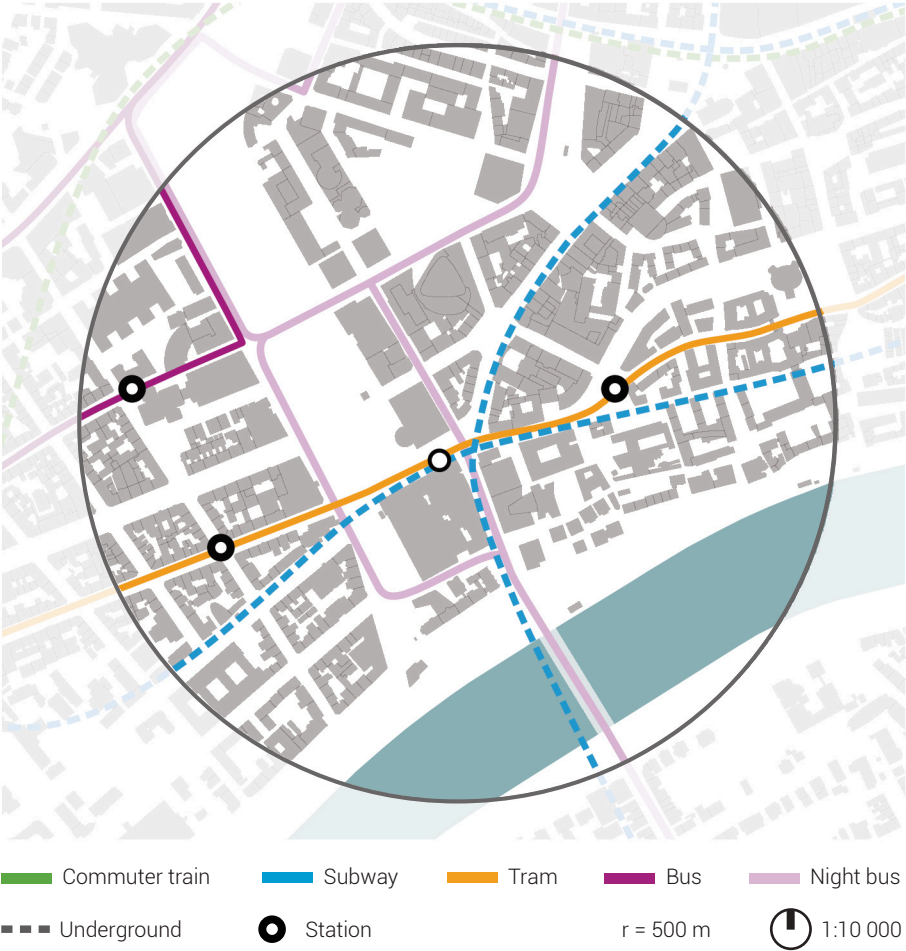 Commuter train Subway Tram Bus Night bus
Underground Station r = 500 m 1:10 000